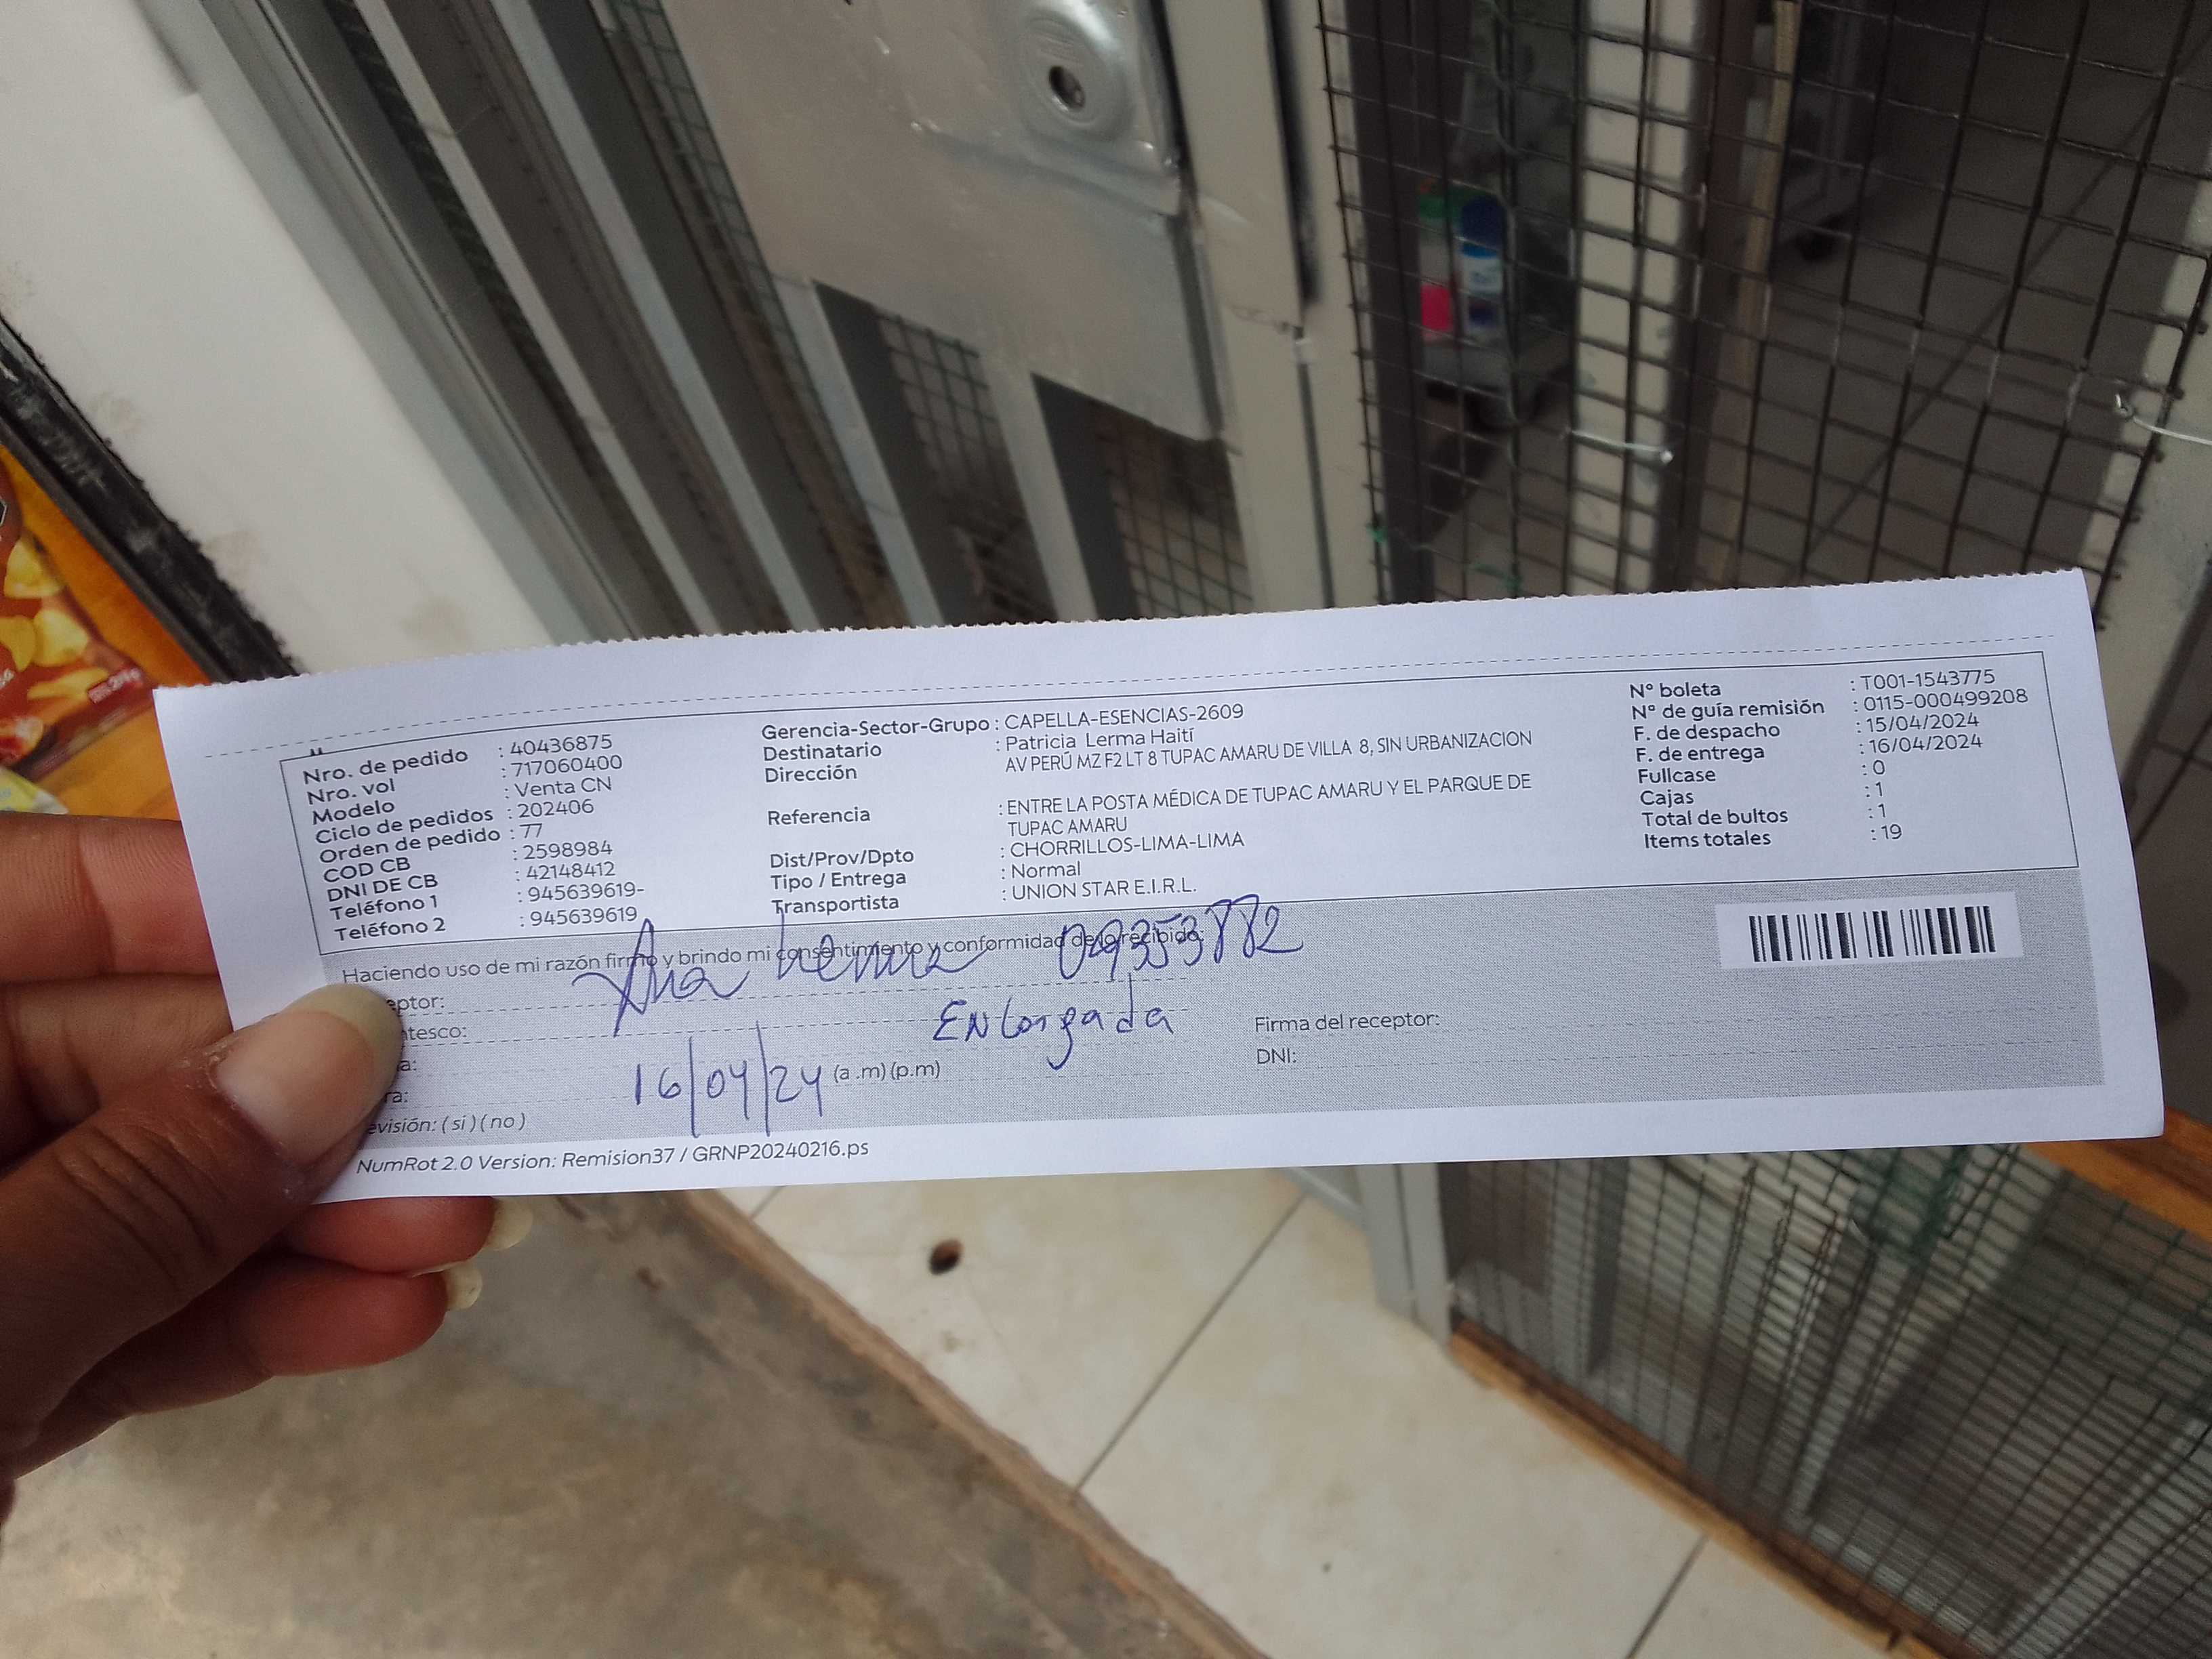 Nro. de pedido : 40436875
Nro. vol : 717060400
Modelo : Venta CN
Ciclo de pedidos : 202406
Orden de pedido : 77
COD CB : 2598984
DNI DE CB : 42148412
Teléfono 1 : 945639619-
Teléfono 2 : 945639619
Gerencia-Sector-Grupo : CAPELLA-ESENCIAS-2609
Destinatario : Patricia Lerma Haití
Dirección AV PERÚ MZ F2 LT 8 TUPAC AMARU DE VILLA 8, SIN URBANIZACION
Referencia : ENTRE LA POSTA MÉDICA DE TUPAC AMARU Y EL PARQUE DE
TUPAC AMARU
Dist/Prov/Dpto : CHORRILLOS-LIMA-LIMA
Tipo / Entrega : Normal
Transportista : UNION STAR E.I.R.L.
N° boleta : T001-1543775
N° de guía remisión : 0115-000499208
F. de despacho : 15/04/2024
F. de entrega : 16/04/2024
Fullcase : 0
Cajas : 1
Total de bultos : 1
Items totales : 19
Haciendo uso de mi razón firmo y brindo mi consentimiento y conformidad de lo recibido.
eptor: Ana Lerma
ntesco: Encargada
a:
ra: 16/04/24 (a .m) (p.m)
evisión: ( si ) ( no )
Firma del receptor:
DNI:
NumRot 2.0 Version: Remision37 / GRNP20240216.ps